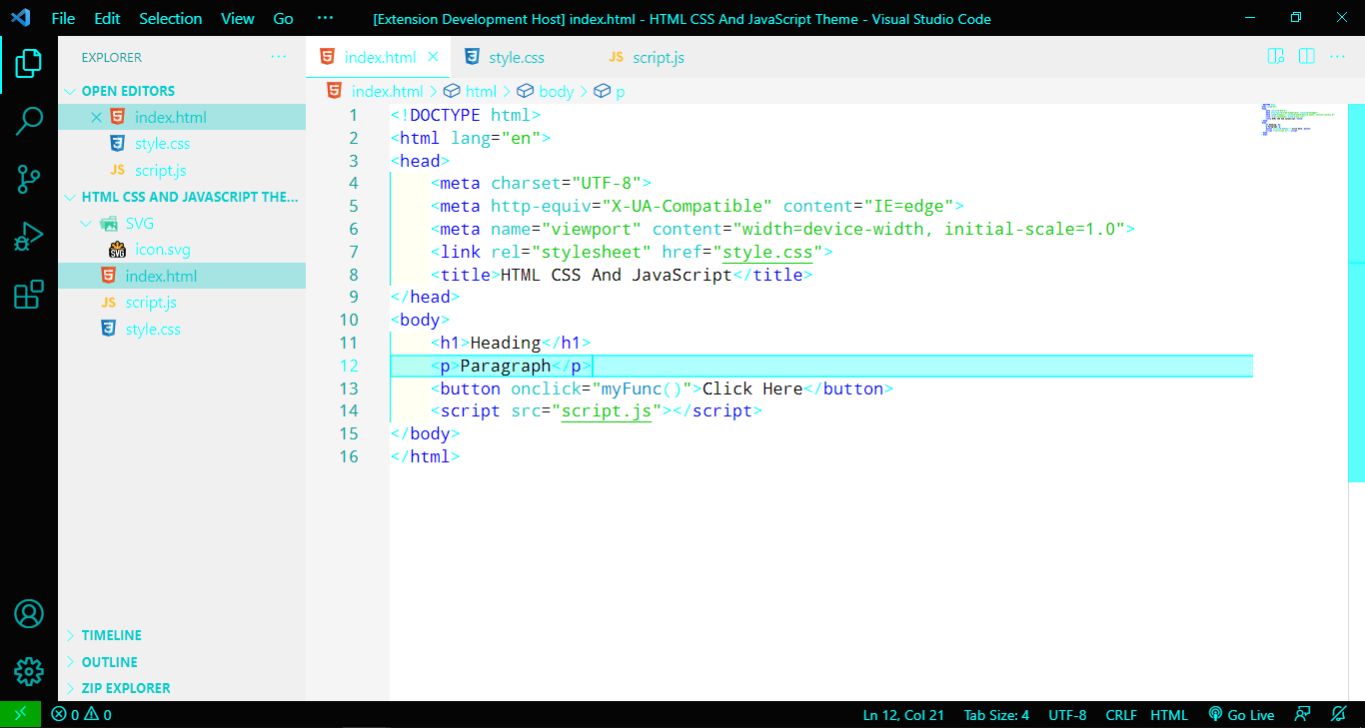 File Edit Selection View Go ··· [Extension Development Host] index.html - HTML CSS And JavaScript Theme - Visual Studio Code
EXPLORER ···
OPEN EDITORS
index.html
style.css
script.js
HTML CSS AND JAVASCRIPT THE...
SVG
icon.svg
index.html
JS script.js
style.css
TIMELINE
OUTLINE
ZIP EXPLORER
index.html style.css JS script.js
index.html > html > body > p
1 <!DOCTYPE html>
2 <html lang="en">
3 <head>
4     <meta charset="UTF-8">
5     <meta http-equiv="X-UA-Compatible" content="IE=edge">
6     <meta name="viewport" content="width=device-width, initial-scale=1.0">
7     <link rel="stylesheet" href="style.css">
8     <title>HTML CSS And JavaScript</title>
9 </head>
10 <body>
11     <h1>Heading</h1>
12     <p>Paragraph</p>
13     <button onclick="myFunc()">Click Here</button>
14     <script src="script.js"></script>
15 </body>
16 </html>
0 0 Ln 12, Col 21 Tab Size: 4 UTF-8 CRLF HTML Go Live